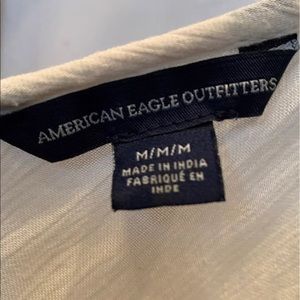 AMERICAN EAGLE OUTFITTERS
M/M/M
MADE IN INDIA
FABRIQUÉ EN
INDE